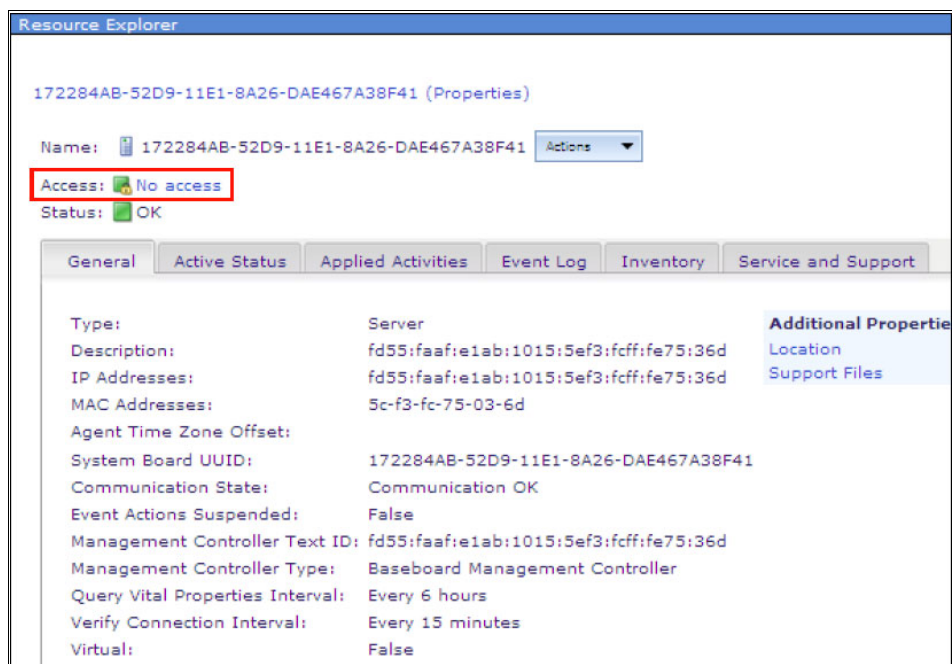 Resource Explorer
172284AB-52D9-11E1-8A26-DAE467A38F41 (Properties)
Name: 172284AB-52D9-11E1-8A26-DAE467A38F41 Actions
Access: No access
Status: OK
General Active Status Applied Activities Event Log Inventory Service and Support
Type: Server Additional Propertie
Description: fd55:faaf:e1ab:1015:5ef3:fcff:fe75:36d Location
IP Addresses: fd55:faaf:e1ab:1015:5ef3:fcff:fe75:36d Support Files
MAC Addresses: 5c-f3-fc-75-03-6d
Agent Time Zone Offset:
System Board UUID: 172284AB-52D9-11E1-8A26-DAE467A38F41
Communication State: Communication OK
Event Actions Suspended: False
Management Controller Text ID: fd55:faaf:e1ab:1015:5ef3:fcff:fe75:36d
Management Controller Type: Baseboard Management Controller
Query Vital Properties Interval: Every 6 hours
Verify Connection Interval: Every 15 minutes
Virtual: False